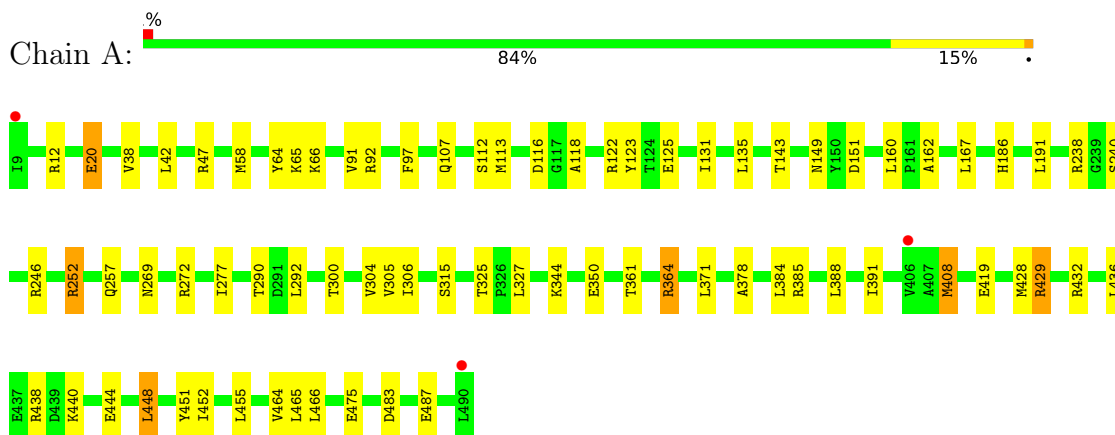 .%
Chain A:
84% 15% •
I9 R12 E20 V38 L42 R47 M58 Y64 K65 K66 V91 R92 F97 Q107 S112 M113 D116 G117 A118 R122 Y123 T124 E125 I131 L135 T143 N149 Y150 D151 L160 P161 A162 L167 H186 L191 R238 G239 S240
R246 R252 Q257 N269 R272 I277 T290 D291 L292 T300 V304 V305 I306 S315 T325 P326 L327 K344 E350 T361 R364 L371 A378 L384 R385 L388 I391 V406 A407 M408 E419 M428 R429 R432 L436
E437 R438 D439 K440 E444 L448 Y451 I452 L455 V464 L465 L466 E475 D483 E487 L490